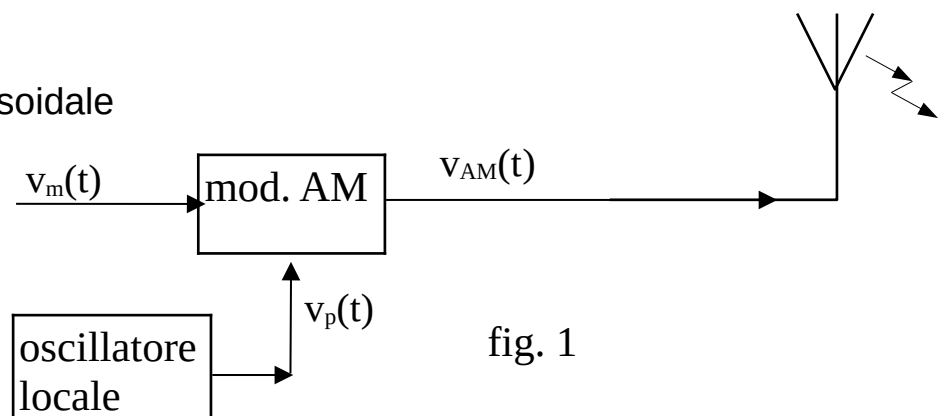 soidale
vm(t)
mod. AM
vAM(t)
vp(t)
oscillatore
locale
fig. 1